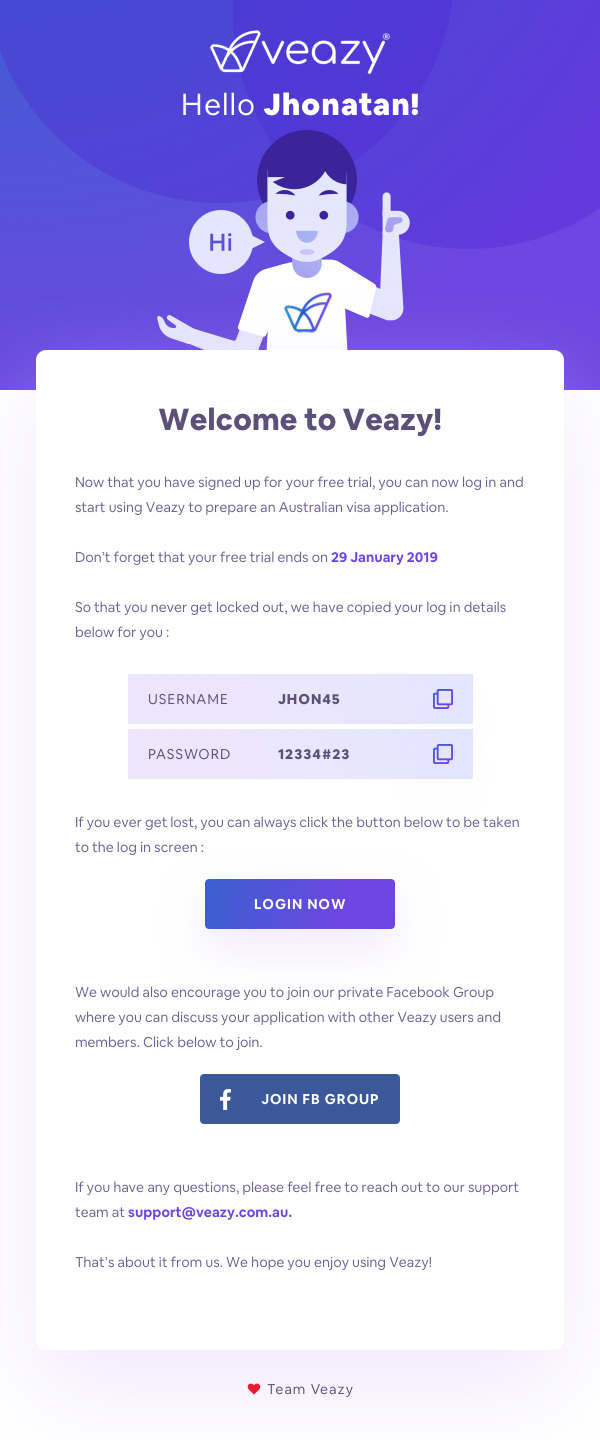 veazy®
Hello Jhonatan!
Hi
Welcome to Veazy!
Now that you have signed up for your free trial, you can now log in and
start using Veazy to prepare an Australian visa application.
Don’t forget that your free trial ends on 29 January 2019
So that you never get locked out, we have copied your log in details
below for you :
USERNAME JHON45
PASSWORD 12334#23
If you ever get lost, you can always click the button below to be taken
to the log in screen :
LOGIN NOW
We would also encourage you to join our private Facebook Group
where you can discuss your application with other Veazy users and
members. Click below to join.
JOIN FB GROUP
If you have any questions, please feel free to reach out to our support
team at support@veazy.com.au.
That’s about it from us. We hope you enjoy using Veazy!
Team Veazy